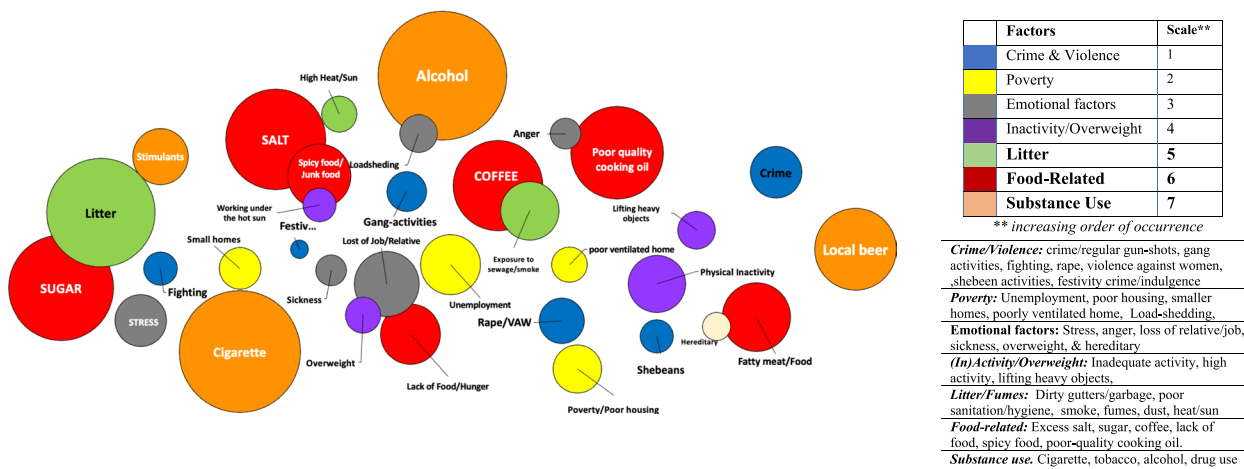 Alcohol
High Heat/Sun
SALT
Loadsheding
Anger
Poor quality
cooking oil
Stimulants
Spicy food/
Junk food
COFFEE
Crime
Litter
Working under
the hot sun
Gang-activities
Lifting heavy
objects
Festiv...
Small homes
Lost of Job/Relative
Exposure to
sewage/smoke
poor ventilated home
Local beer
SUGAR
Fighting
Sickness
Unemployment
Physical Inactivity
STRESS
Cigarette
Overweight
Rape/VAW
Hereditary
Shebeans
Fatty meat/Food
Lack of Food/Hunger
Poverty/Poor housing
Factors Scale**
Crime & Violence 1
Poverty 2
Emotional factors 3
Inactivity/Overweight 4
Litter 5
Food-Related 6
Substance Use 7
** increasing order of occurrence
Crime/Violence: crime/regular gun-shots, gang
activities, fighting, rape, violence against women,
,shebeen activities, festivity crime/indulgence
Poverty: Unemployment, poor housing, smaller
homes, poorly ventilated home, Load-shedding,
Emotional factors: Stress, anger, loss of relative/job,
sickness, overweight, & hereditary
(In)Activity/Overweight: Inadequate activity, high
activity, lifting heavy objects,
Litter/Fumes: Dirty gutters/garbage, poor
sanitation/hygiene, smoke, fumes, dust, heat/sun
Food-related: Excess salt, sugar, coffee, lack of
food, spicy food, poor-quality cooking oil.
Substance use. Cigarette, tobacco, alcohol, drug use